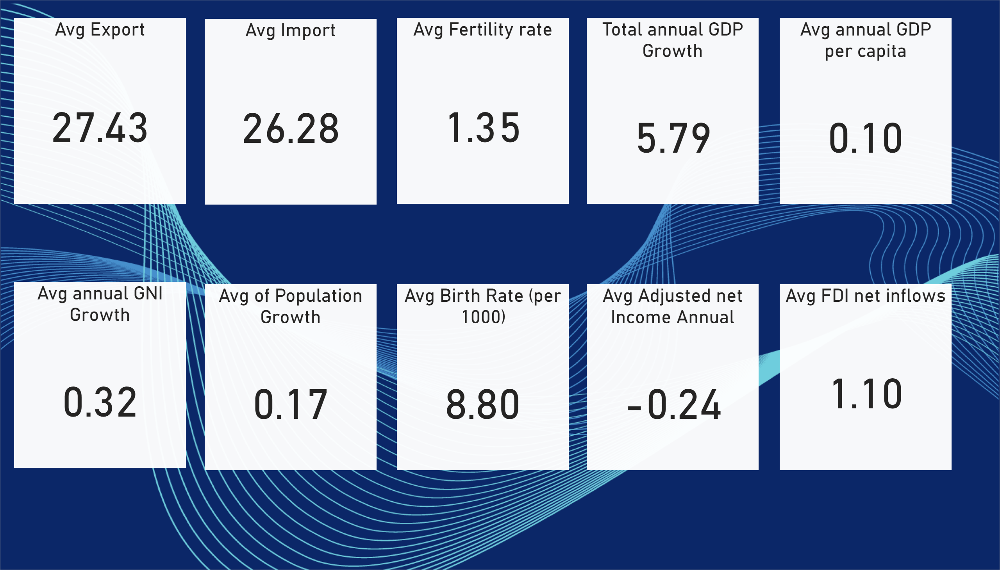 Avg Export
27.43
Avg Import
26.28
Avg Fertility rate
1.35
Total annual GDP
Growth
5.79
Avg annual GDP
per capita
0.10
Avg annual GNI
Growth
0.32
Avg of Population
Growth
0.17
Avg Birth Rate (per
1000)
8.80
Avg Adjusted net
Income Annual
-0.24
Avg FDI net inflows
1.10